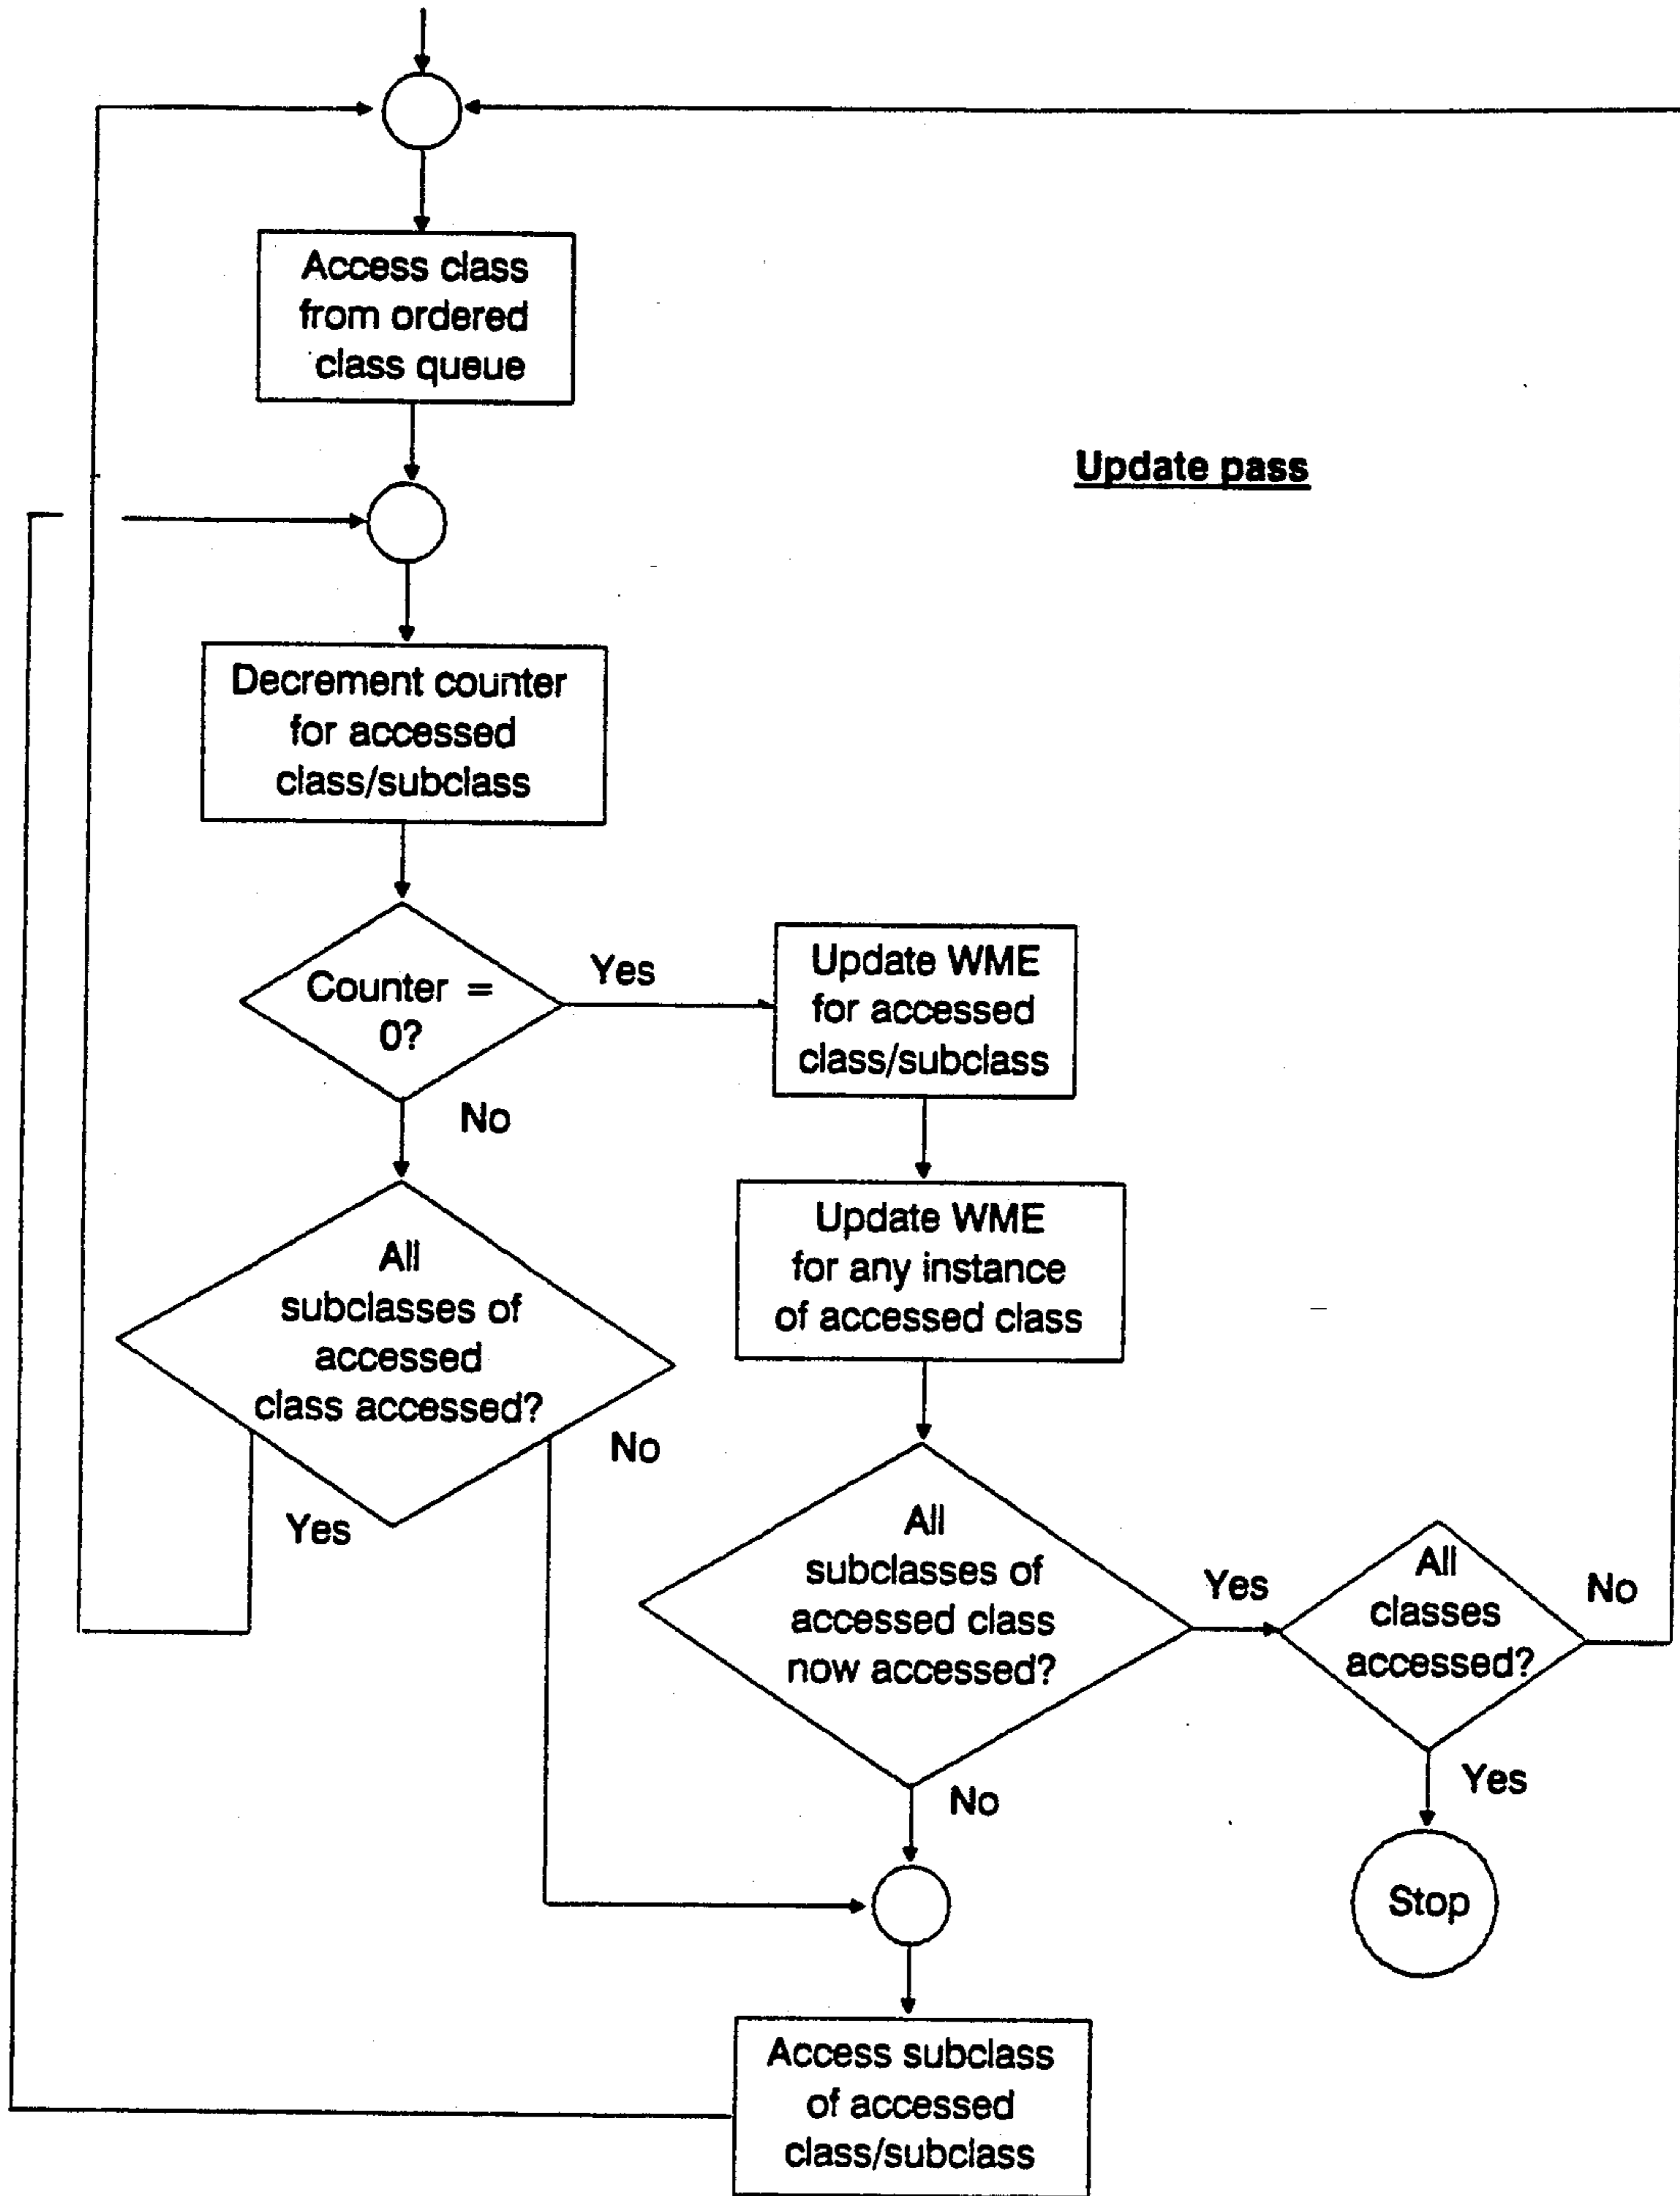 Access class
from ordered
class queue
Update pass
Decrement counter
for accessed
class/subclass
Counter =
0?
Yes
No
Update WME
for accessed
class/subclass
Update WME
for any instance
of accessed class
All
subclasses of
accessed
class accessed?
Yes
No
All
subclasses of
accessed class
now accessed?
Yes
No
All
classes
accessed?
No
Yes
Stop
Access subclass
of accessed
class/subclass